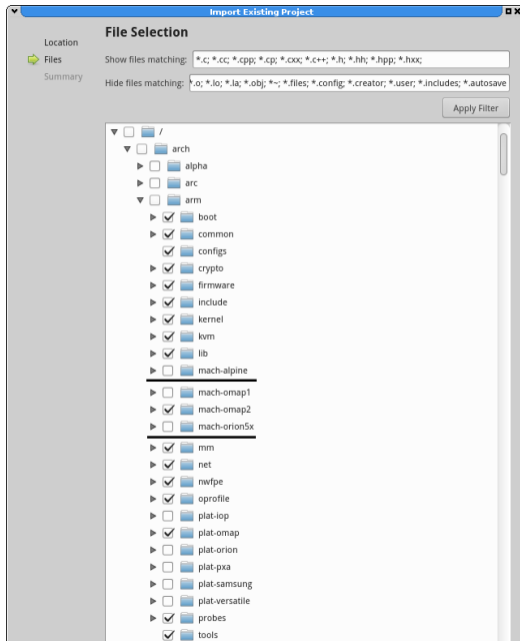 Import Existing Project
Location
Files
Summary
File Selection
Show files matching: *.c; *.cc; *.cpp; *.cp; *.cxx; *.c++; *.h; *.hh; *.hpp; *.hxx;
Hide files matching: *.o; *.lo; *.la; *.obj; *~; *.files; *.config; *.creator; *.user; *.includes; *.autosave
Apply Filter
/
arch
alpha
arc
arm
boot
common
configs
crypto
firmware
include
kernel
kvm
lib
mach-alpine
mach-omap1
mach-omap2
mach-orion5x
mm
net
nwfpe
oprofile
plat-iop
plat-omap
plat-orion
plat-pxa
plat-samsung
plat-versatile
probes
tools